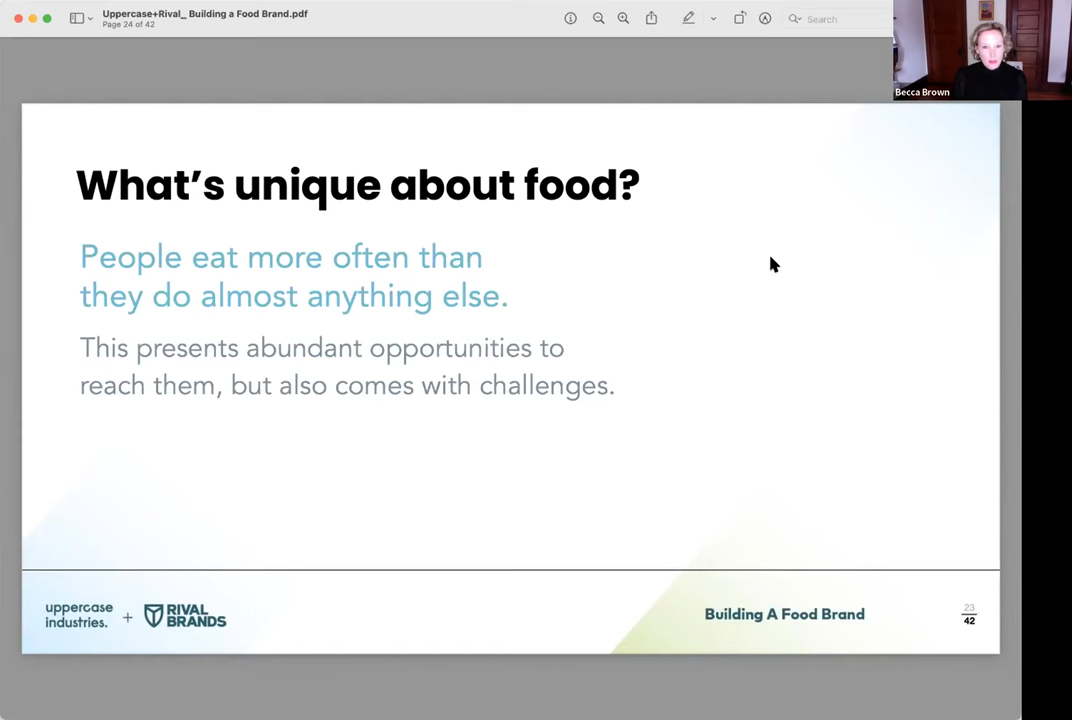 Uppercase+Rival_ Building a Food Brand.pdf
Page 24 of 42
Search
Becca Brown
What's unique about food?
People eat more often than
they do almost anything else.
This presents abundant opportunities to
reach them, but also comes with challenges.
uppercase
industries.
+
RIVAL
BRANDS
Building A Food Brand
23
42